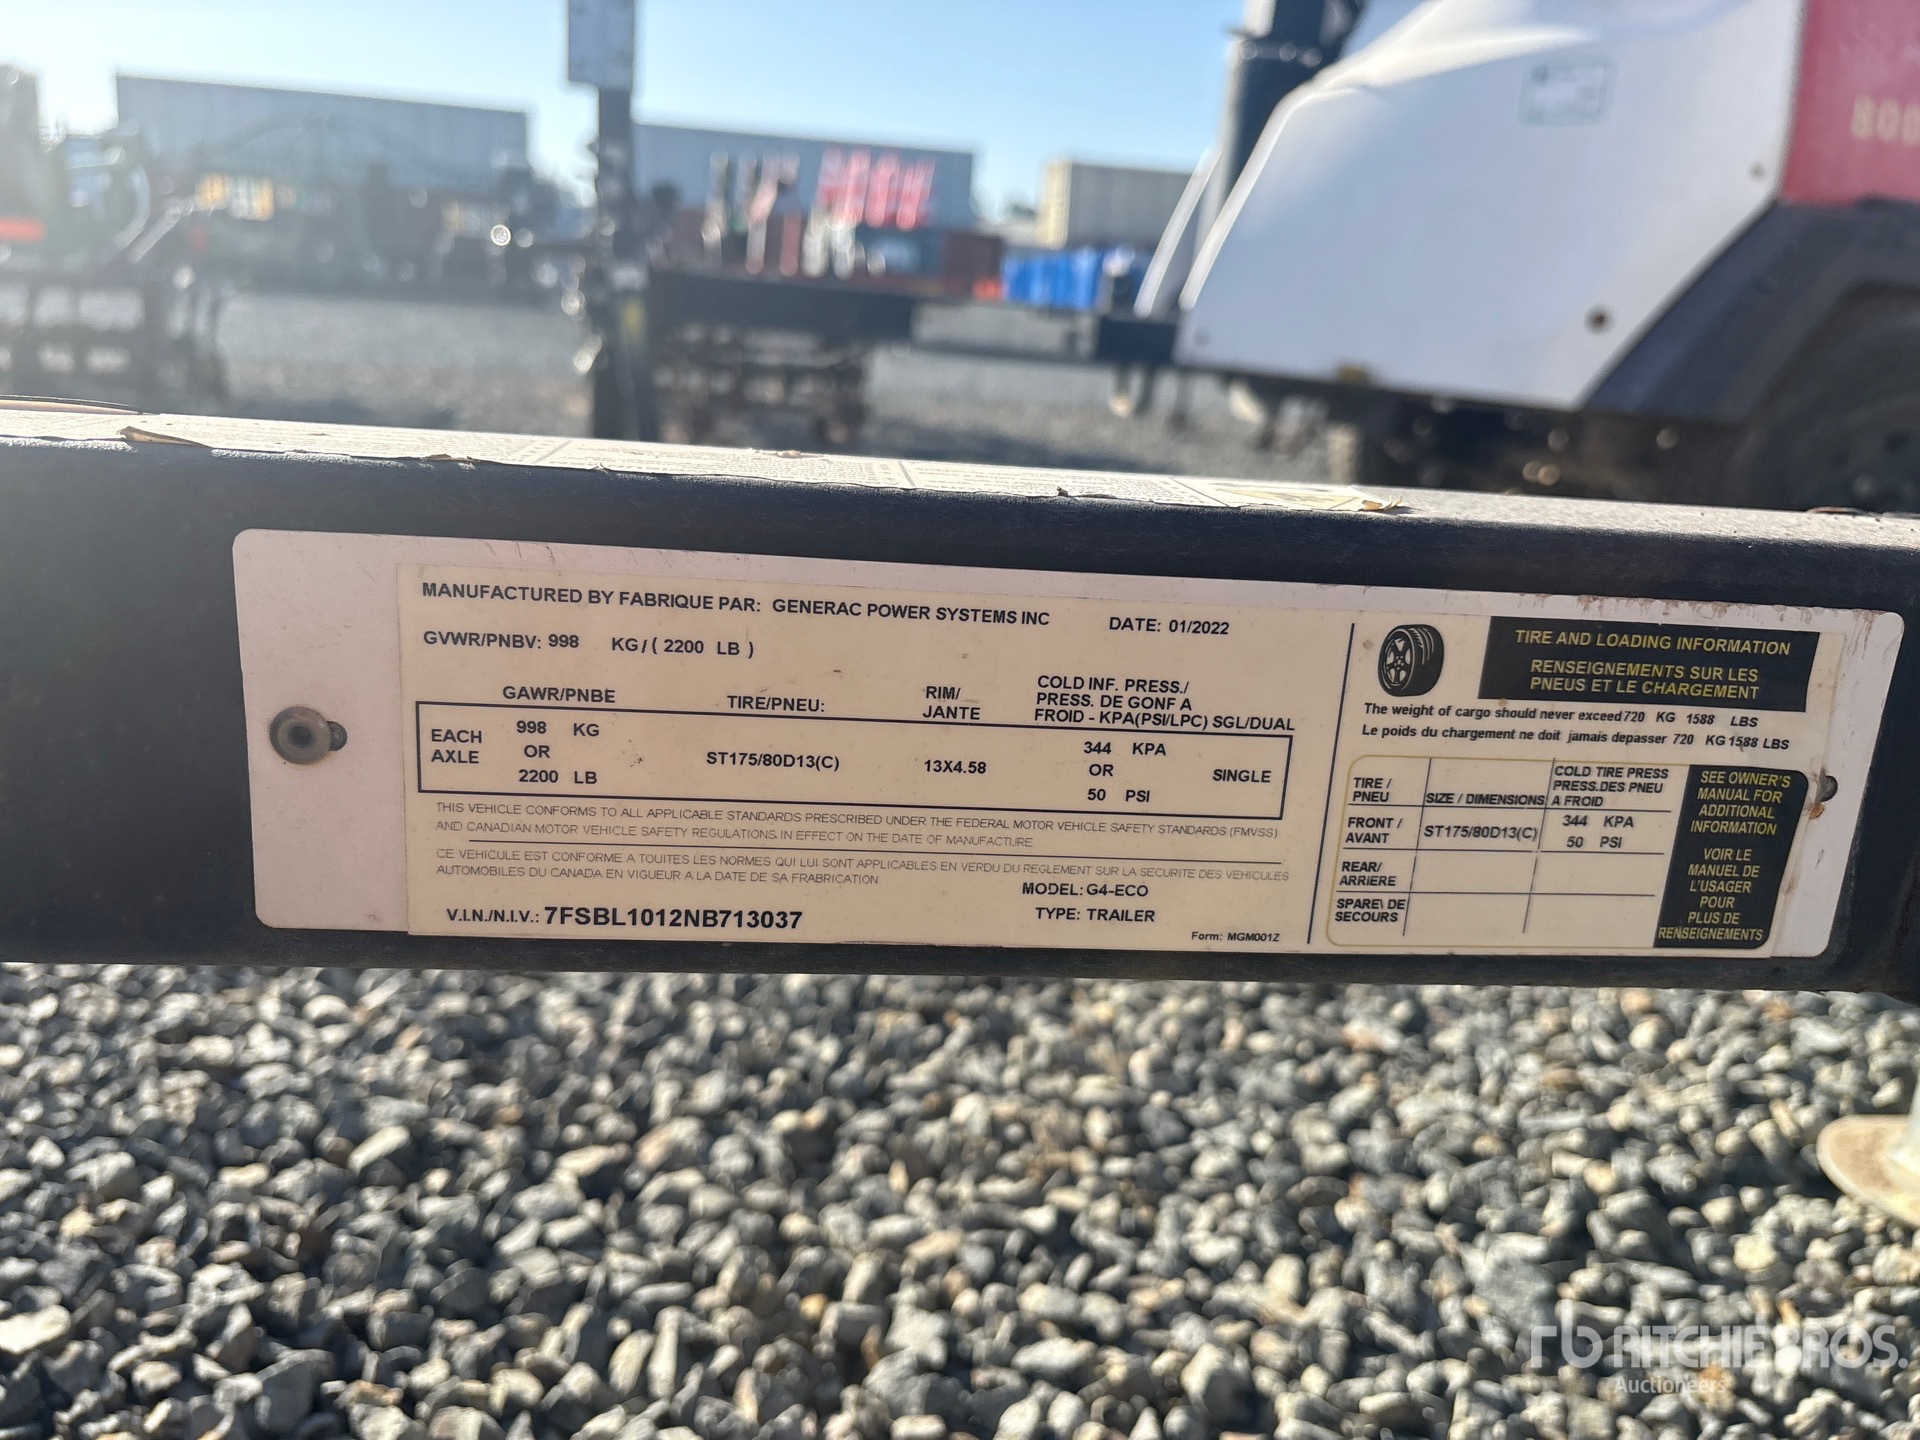 MANUFACTURED BY FABRIQUE PAR: GENERAC POWER SYSTEMS INC DATE: 01/2022
GVWR/PNBV: 998 KG / ( 2200 LB )
GAWR/PNBE TIRE/PNEU: RIM/ JANTE COLD INF. PRESS./ PRESS. DE GONF A FROID - KPA(PSI/LPC) SGL/DUAL
EACH AXLE 998 KG OR 2200 LB ST175/80D13(C) 13X4.58 344 KPA OR 50 PSI SINGLE
THIS VEHICLE CONFORMS TO ALL APPLICABLE STANDARDS PRESCRIBED UNDER THE FEDERAL MOTOR VEHICLE SAFETY STANDARDS (FMVSS)
AND CANADIAN MOTOR VEHICLE SAFETY REGULATIONS IN EFFECT ON THE DATE OF MANUFACTURE
CE VEHICULE EST CONFORME A TOUITES LES NORMES QUI LUI SONT APPLICABLES EN VERDU DU REGLEMENT SUR LA SECURITE DES VEHICULES
AUTOMOBILES DU CANADA EN VIGUEUR A LA DATE DE SA FRABRICATION
MODEL: G4-ECO
V.I.N./N.I.V.: 7FSBL1012NB713037 TYPE: TRAILER
Form: MGM001Z
TIRE AND LOADING INFORMATION
RENSEIGNEMENTS SUR LES
PNEUS ET LE CHARGEMENT
The weight of cargo should never exceed 720 KG 1588 LBS
Le poids du chargement ne doit jamais depasser 720 KG 1588 LBS
TIRE / PNEU SIZE / DIMENSIONS COLD TIRE PRESS PRESS.DES PNEU A FROID
FRONT / AVANT ST175/80D13(C) 344 KPA 50 PSI
REAR/ ARRIERE
SPARE\ DE SECOURS
SEE OWNER'S
MANUAL FOR
ADDITIONAL
INFORMATION
VOIR LE
MANUEL DE
L'USAGER
POUR
PLUS DE
RENSEIGNEMENTS
rb RITCHIE BROS.
Auctioneers